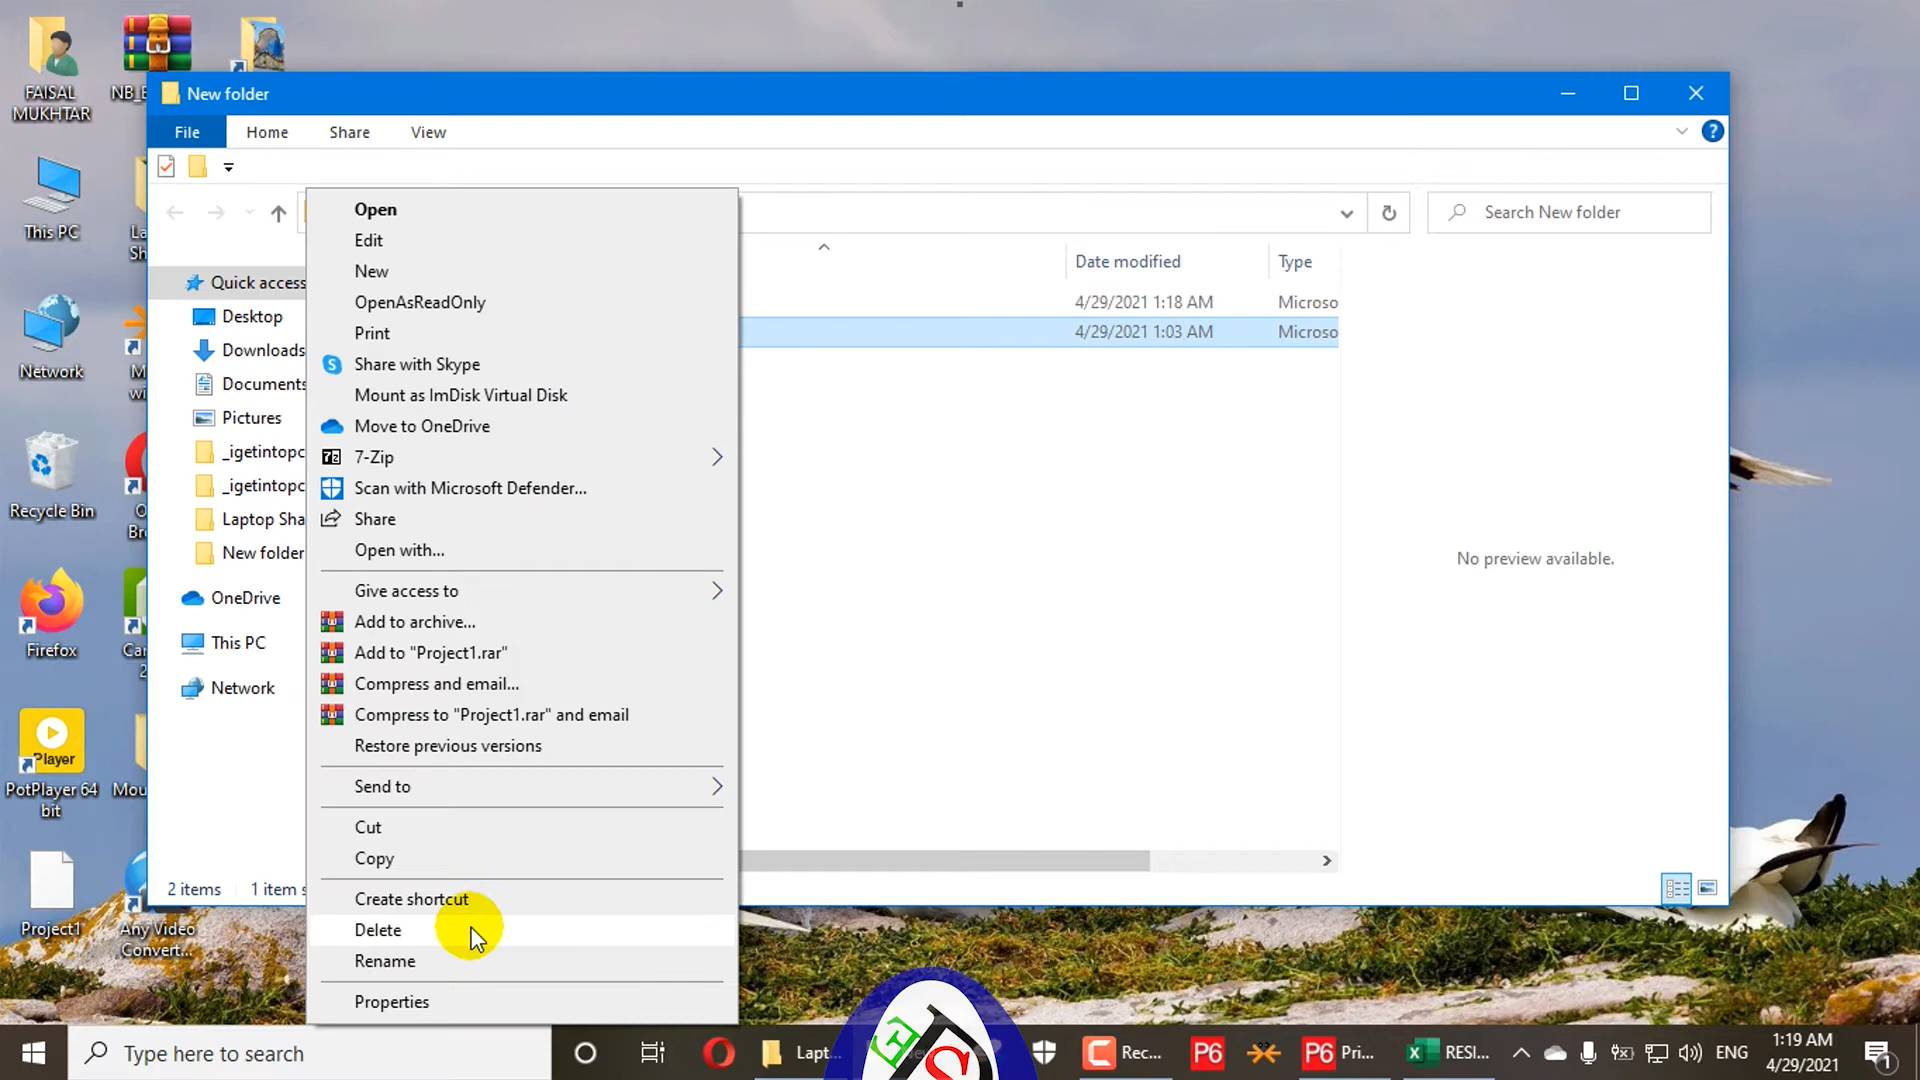 FAISAL
MUKHTAR
This PC
Network
Recycle Bin
Firefox
Player
PotPlayer 64
bit
Project1
Any Video
Convert...
New folder
File
Home
Share
View
Search New folder
Quick access
Desktop
Downloads
Documents
Pictures
Laptop Sha
New folder
OneDrive
This PC
Network
2 items
Date modified
Type
4/29/2021 1:18 AM
Microso
4/29/2021 1:03 AM
Microso
No preview available.
Open
Edit
New
OpenAsReadOnly
Print
Share with Skype
Mount as ImDisk Virtual Disk
Move to OneDrive
7-Zip
Scan with Microsoft Defender...
Share
Open with...
Give access to
Add to archive...
Add to "Project1.rar"
Compress and email...
Compress to "Project1.rar" and email
Restore previous versions
Send to
Cut
Copy
Create shortcut
Delete
Rename
Properties
Type here to search
Lapt...
Rec...
P6
P6 Pri...
RESI...
ENG
1:19 AM
4/29/2021
1